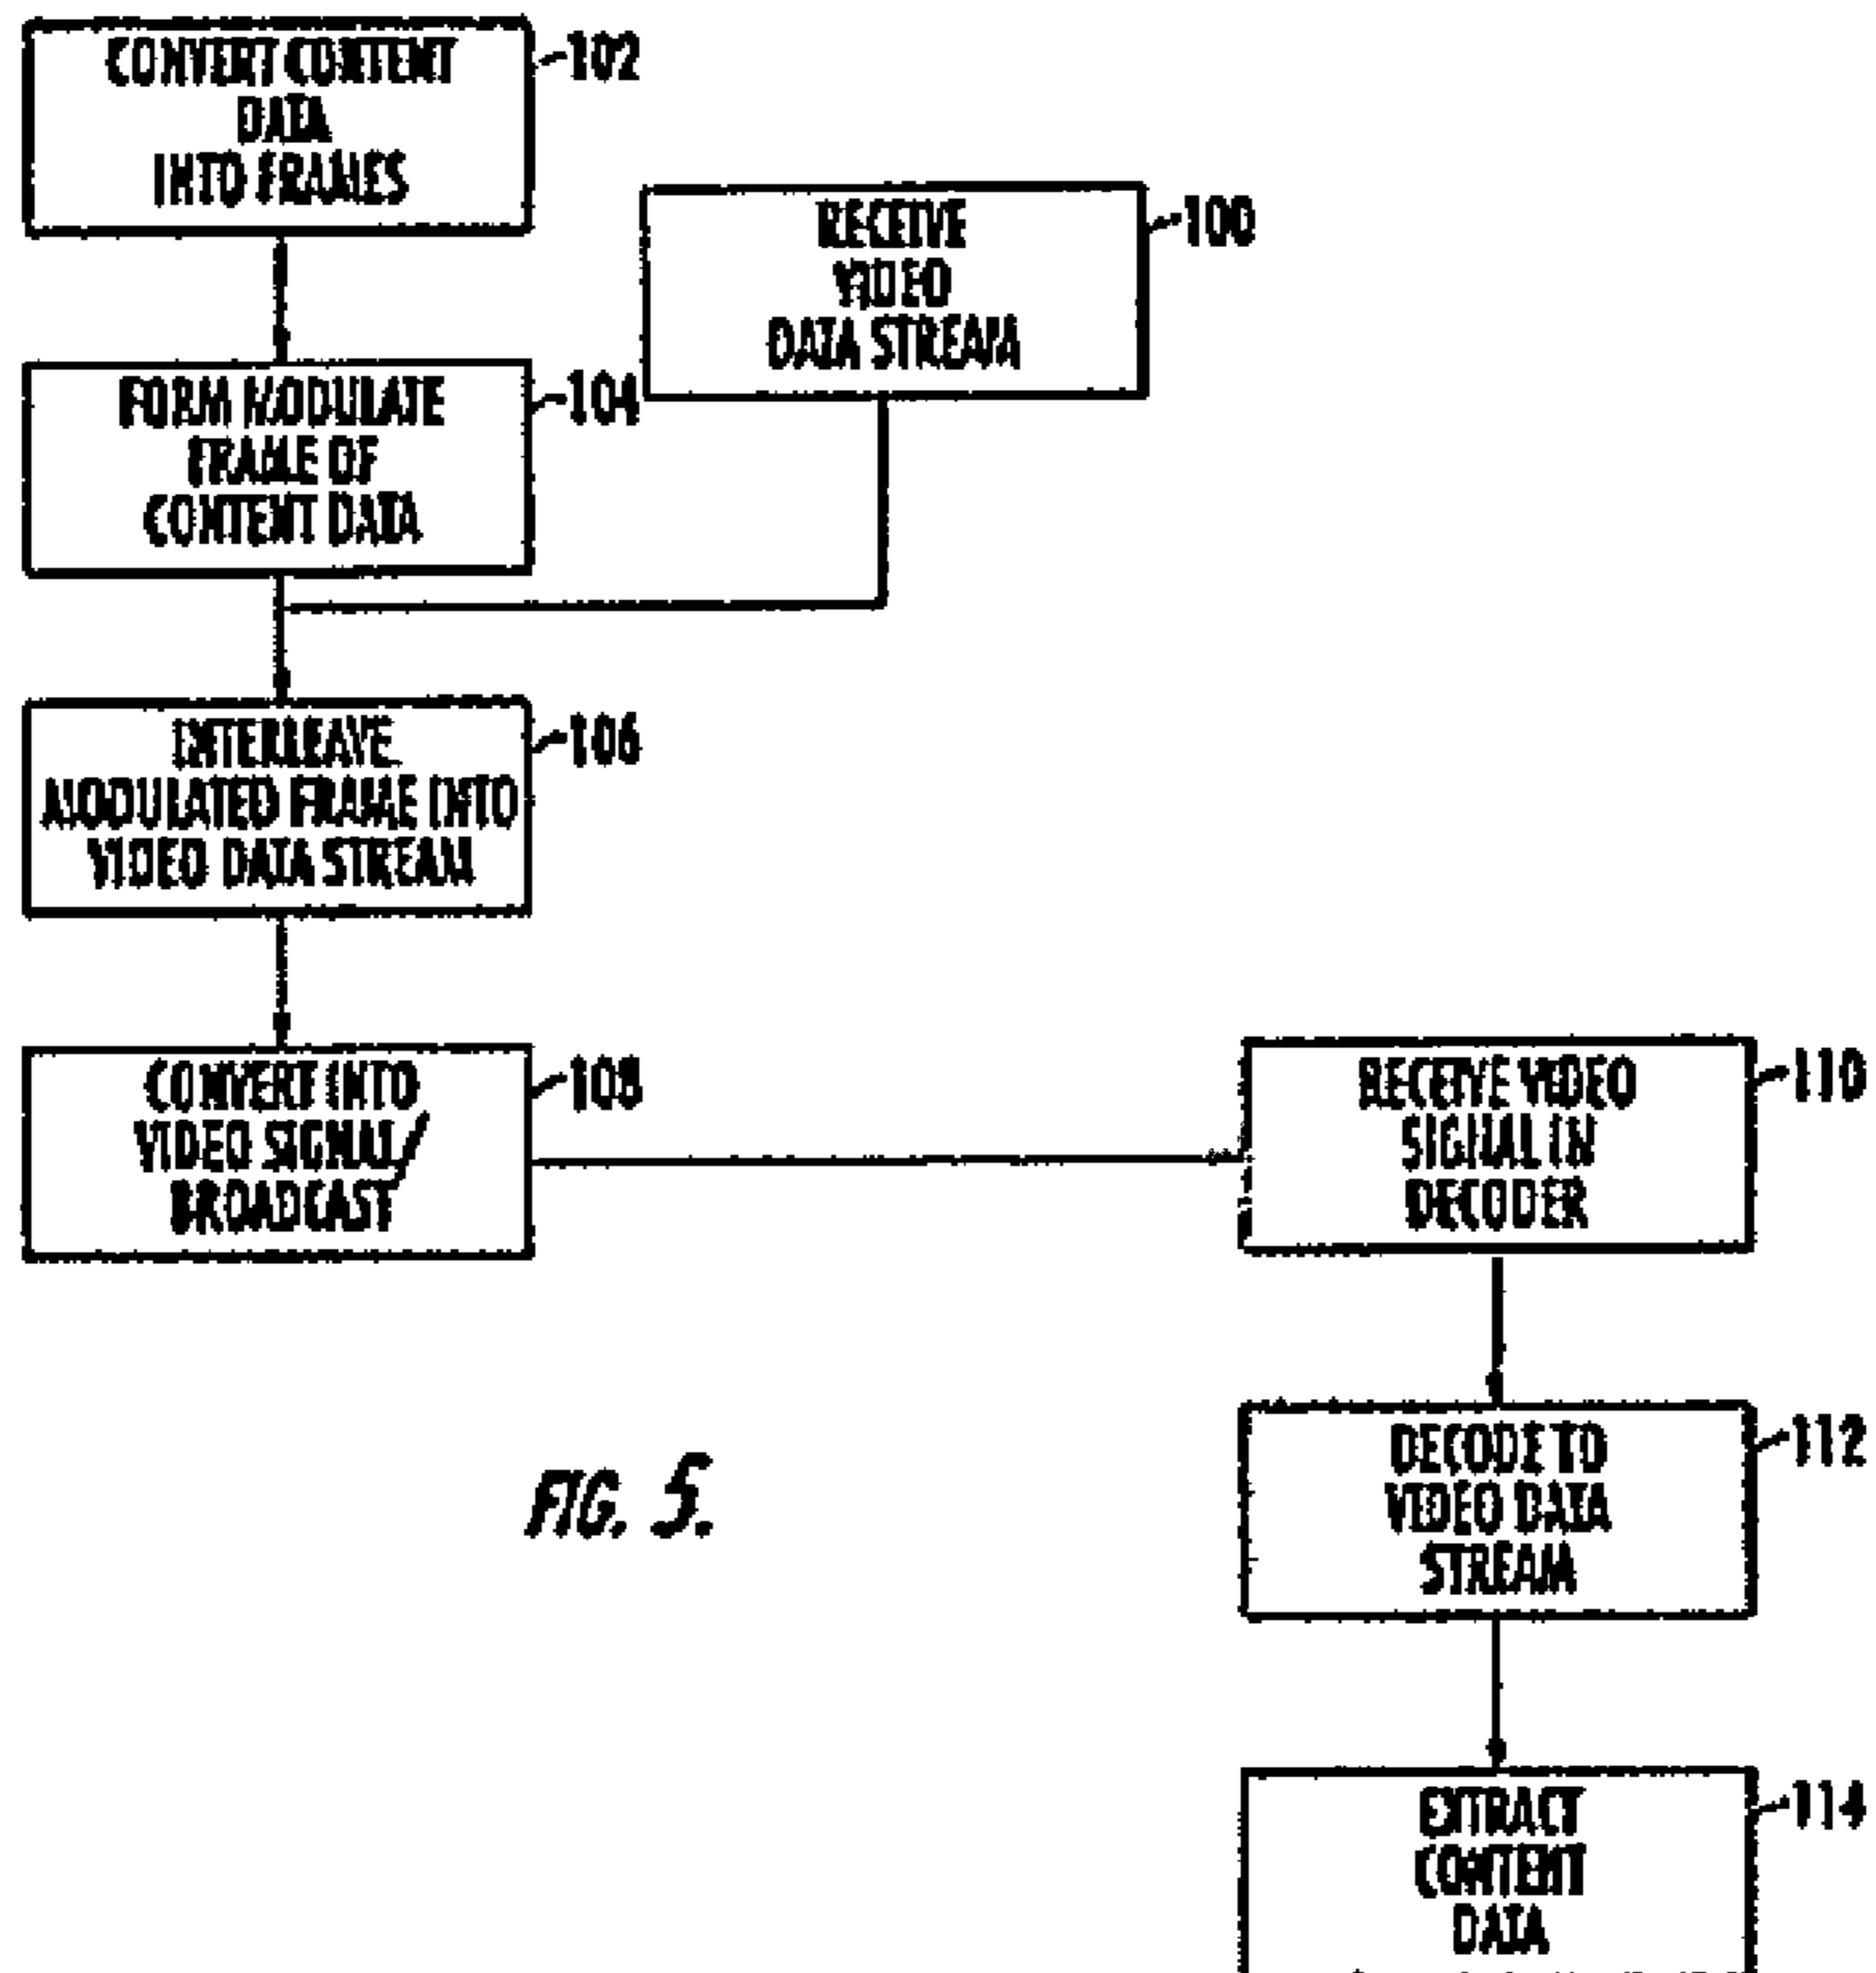 CONVERT CONTENT
DATA
INTO FRAMES
102
RECEIVE
VIDEO
DATA STREAM
100
FORM MODULATE
FRAME OF
CONTENT DATA
104
INTERLEAVE
MODULATED FRAME INTO
VIDEO DATA STREAM
106
CONVERT INTO
VIDEO SIGNAL/
BROADCAST
108
RECEIVE VIDEO
SIGNAL IN
DECODER
110
DECODE TO
VIDEO DATA
STREAM
112
FIG. 5.
EXTRACT
CONTENT
DATA
114